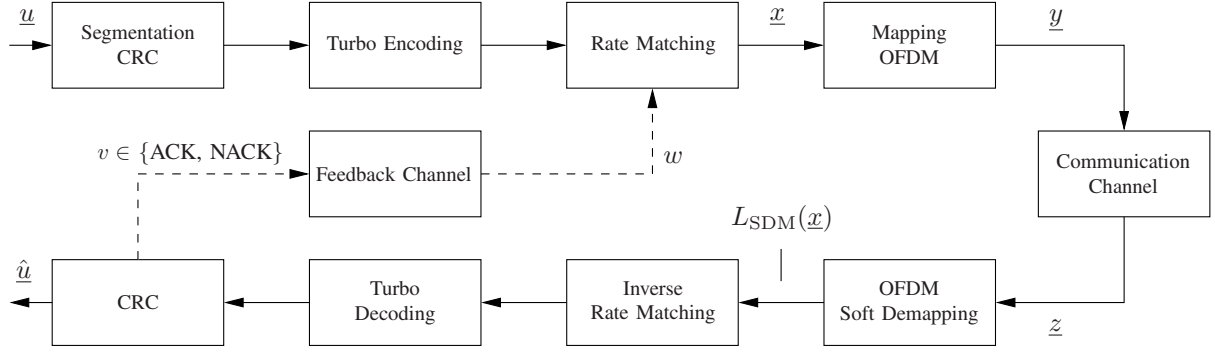 u
Segmentation
CRC
Turbo Encoding
Rate Matching
x
Mapping
OFDM
y
v ∈ {ACK, NACK}
Feedback Channel
w
Communication
Channel
L_SDM(x)
û
CRC
Turbo
Decoding
Inverse
Rate Matching
OFDM
Soft Demapping
z